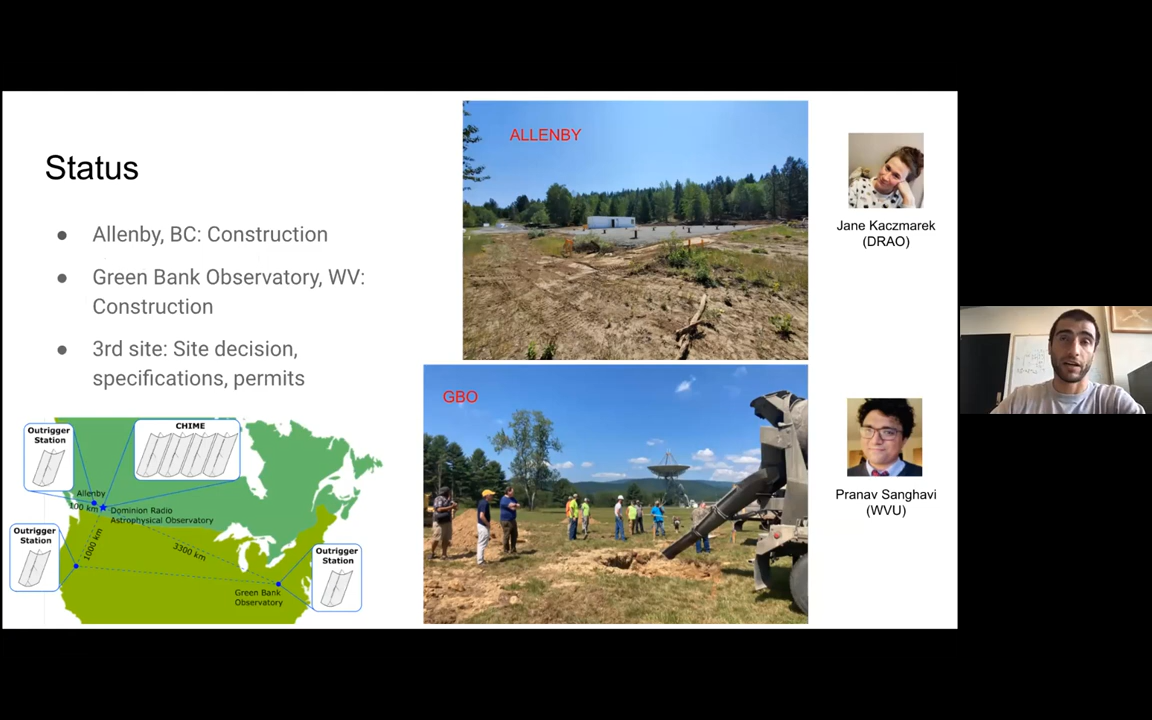 Status
● Allenby, BC: Construction
● Green Bank Observatory, WV:
Construction
● 3rd site: Site decision,
specifications, permits
ALLENBY
GBO
Jane Kaczmarek
(DRAO)
Pranav Sanghavi
(WVU)
Outrigger
Station
CHIME
Allenby
100 km
Dominion Radio
Astrophysical Observatory
Outrigger
Station
1000 km
3300 km
Outrigger
Station
Green Bank
Observatory